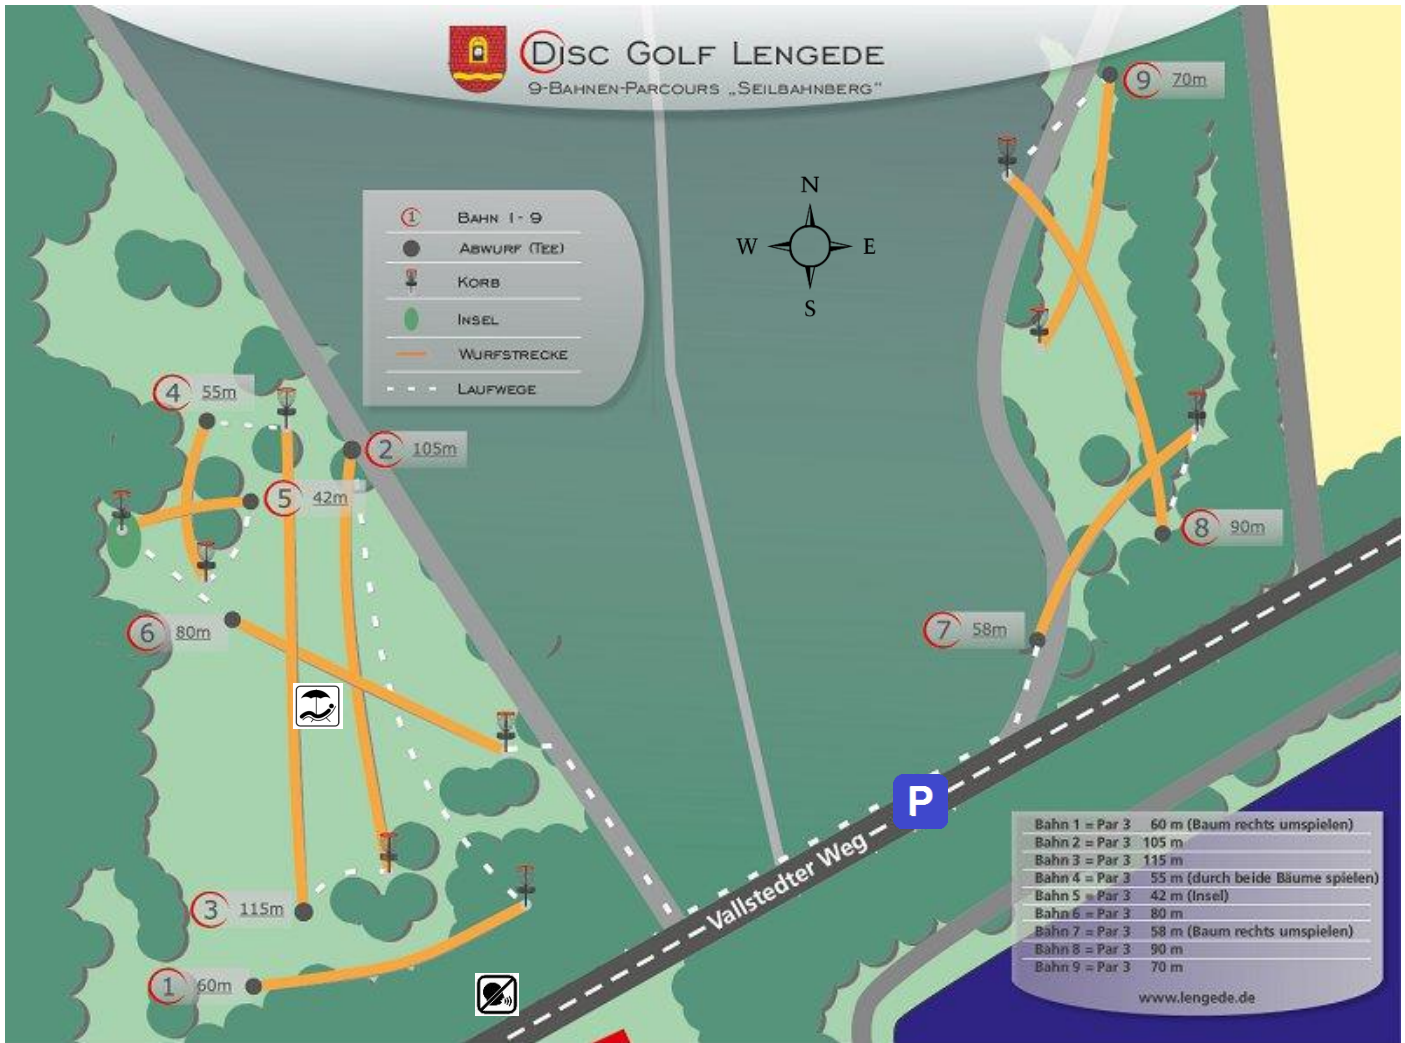 Disc Golf Lengede
9-Bahnen-Parcours „Seilbahnberg"
9 70m
N
W E
S
1 Bahn 1 - 9
Abwurf (Tee)
Korb
Insel
Wurfstrecke
Laufwege
4 55m
2 105m
5 42m
8 90m
6 80m
7 58m
P
Vallstedter Weg
3 115m
1 60m
Bahn 1 = Par 3 60 m (Baum rechts umspielen)
Bahn 2 = Par 3 105 m
Bahn 3 = Par 3 115 m
Bahn 4 = Par 3 55 m (durch beide Bäume spielen)
Bahn 5 = Par 3 42 m (Insel)
Bahn 6 = Par 3 80 m
Bahn 7 = Par 3 58 m (Baum rechts umspielen)
Bahn 8 = Par 3 90 m
Bahn 9 = Par 3 70 m
www.lengede.de